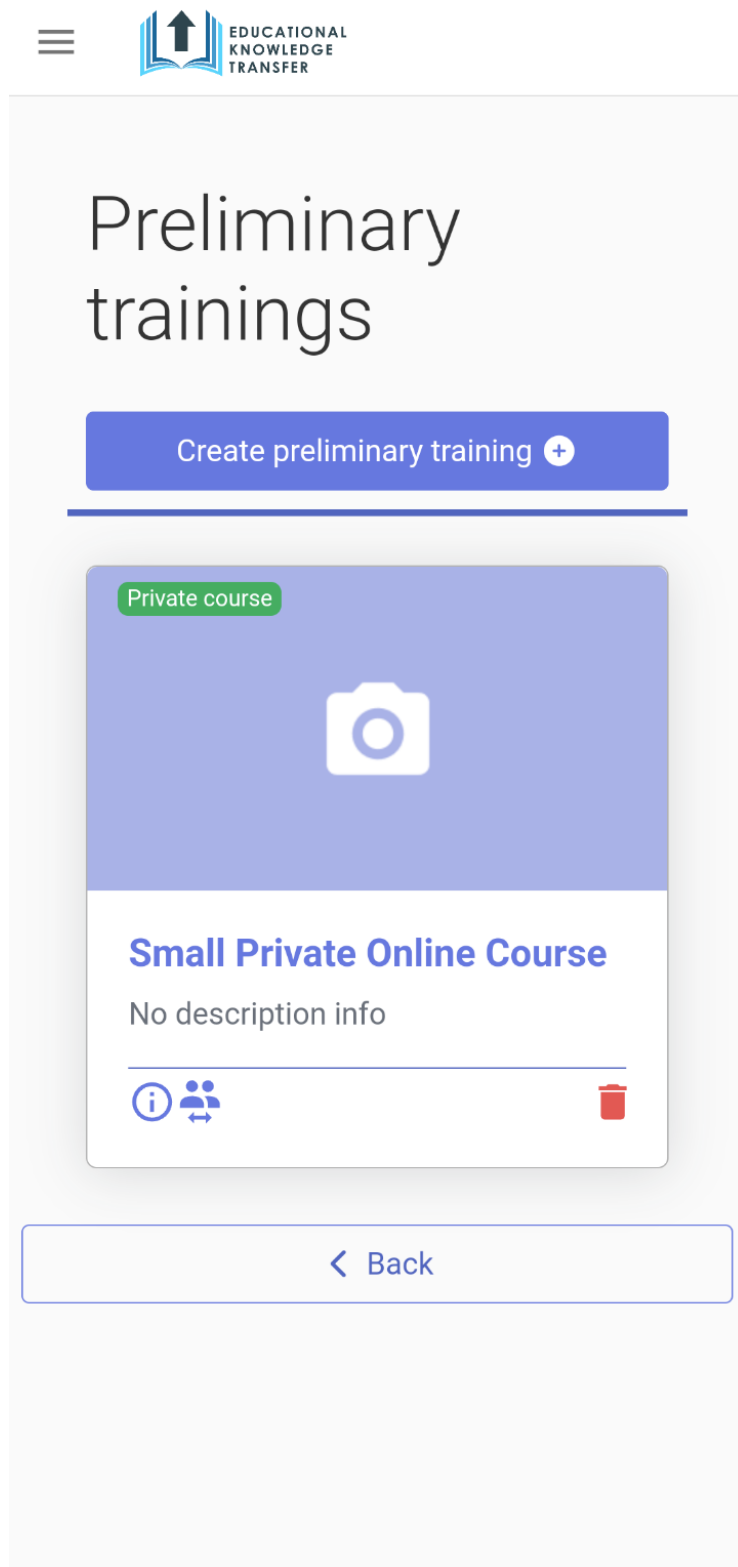 EDUCATIONAL
KNOWLEDGE
TRANSFER
Preliminary
trainings
Create preliminary training
Private course
Small Private Online Course
No description info
Back